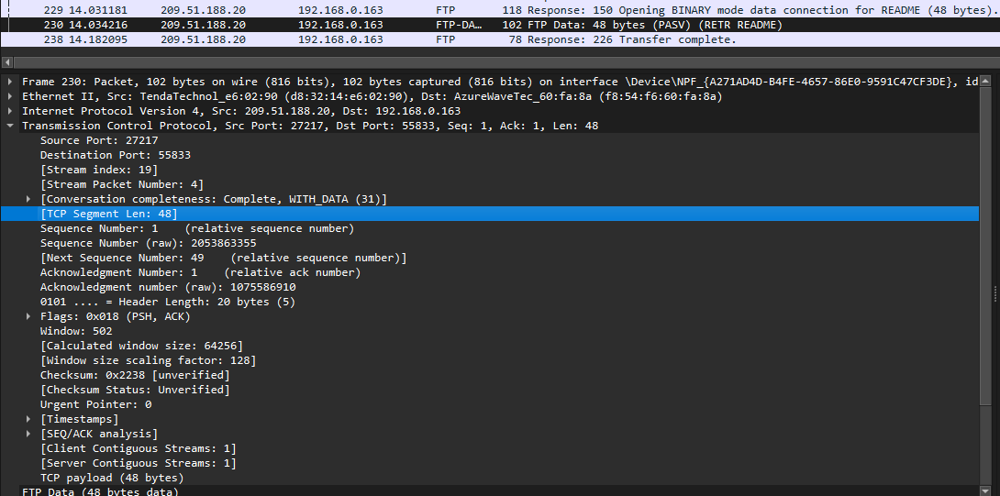 229 14.031181 209.51.188.20 192.168.0.163 FTP 118 Response: 150 Opening BINARY mode data connection for README (48 bytes).
230 14.034216 209.51.188.20 192.168.0.163 FTP-DA… 102 FTP Data: 48 bytes (PASV) (RETR README)
238 14.182095 209.51.188.20 192.168.0.163 FTP 78 Response: 226 Transfer complete.
Frame 230: Packet, 102 bytes on wire (816 bits), 102 bytes captured (816 bits) on interface \Device\NPF_{A271AD4D-B4FE-4657-86E0-9591C47CF3DE}, id
Ethernet II, Src: TendaTechnol_e6:02:90 (d8:32:14:e6:02:90), Dst: AzureWaveTec_60:fa:8a (f8:54:f6:60:fa:8a)
Internet Protocol Version 4, Src: 209.51.188.20, Dst: 192.168.0.163
Transmission Control Protocol, Src Port: 27217, Dst Port: 55833, Seq: 1, Ack: 1, Len: 48
Source Port: 27217
Destination Port: 55833
[Stream index: 19]
[Stream Packet Number: 4]
[Conversation completeness: Complete, WITH_DATA (31)]
[TCP Segment Len: 48]
Sequence Number: 1    (relative sequence number)
Sequence Number (raw): 2053863355
[Next Sequence Number: 49    (relative sequence number)]
Acknowledgment Number: 1    (relative ack number)
Acknowledgment number (raw): 1075586910
0101 .... = Header Length: 20 bytes (5)
Flags: 0x018 (PSH, ACK)
Window: 502
[Calculated window size: 64256]
[Window size scaling factor: 128]
Checksum: 0x2238 [unverified]
[Checksum Status: Unverified]
Urgent Pointer: 0
[Timestamps]
[SEQ/ACK analysis]
[Client Contiguous Streams: 1]
[Server Contiguous Streams: 1]
TCP payload (48 bytes)
FTP Data (48 bytes data)